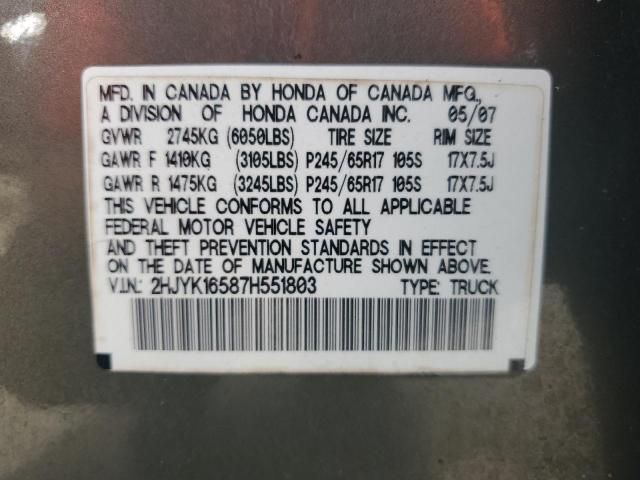 MFD. IN CANADA BY HONDA OF CANADA MFG.,
A DIVISION OF HONDA CANADA INC. 05/07
GVWR 2745KG (6050LBS) TIRE SIZE RIM SIZE
GAWR F 1410KG (3105LBS) P245/65R17 105S 17X7.5J
GAWR R 1475KG (3245LBS) P245/65R17 105S 17X7.5J
THIS VEHICLE CONFORMS TO ALL APPLICABLE
FEDERAL MOTOR VEHICLE SAFETY
AND THEFT PREVENTION STANDARDS IN EFFECT
ON THE DATE OF MANUFACTURE SHOWN ABOVE.
V.I.N.: 2HJYK16587H551803 TYPE: TRUCK